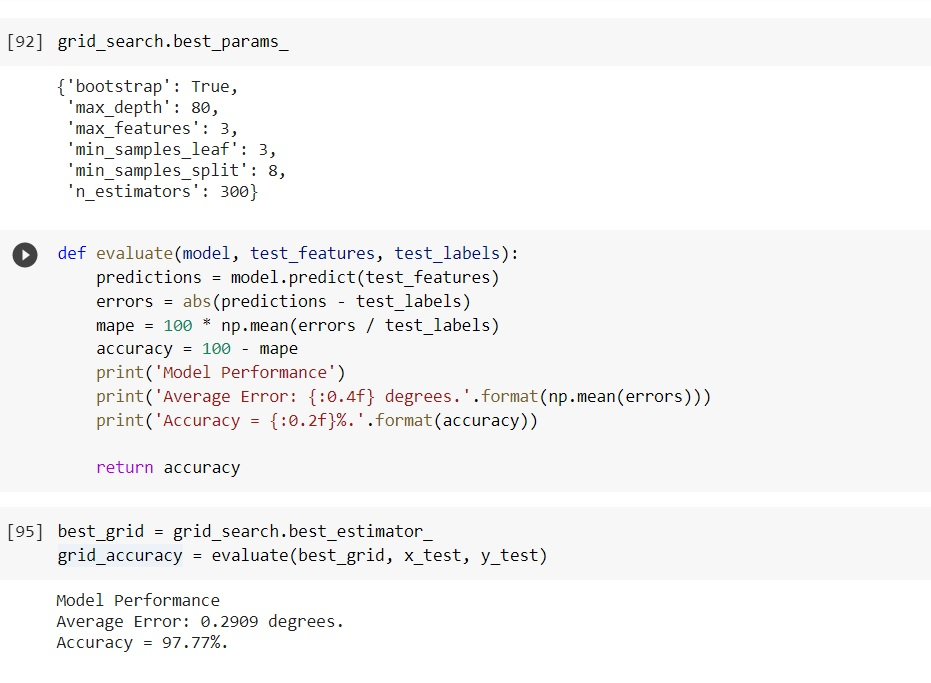 [92] grid_search.best_params_
{'bootstrap': True,
 'max_depth': 80,
 'max_features': 3,
 'min_samples_leaf': 3,
 'min_samples_split': 8,
 'n_estimators': 300}
def evaluate(model, test_features, test_labels):
    predictions = model.predict(test_features)
    errors = abs(predictions - test_labels)
    mape = 100 * np.mean(errors / test_labels)
    accuracy = 100 - mape
    print('Model Performance')
    print('Average Error: {:0.4f} degrees.'.format(np.mean(errors)))
    print('Accuracy = {:0.2f}%.'.format(accuracy))
    return accuracy
[95] best_grid = grid_search.best_estimator_
grid_accuracy = evaluate(best_grid, x_test, y_test)
Model Performance
Average Error: 0.2909 degrees.
Accuracy = 97.77%.